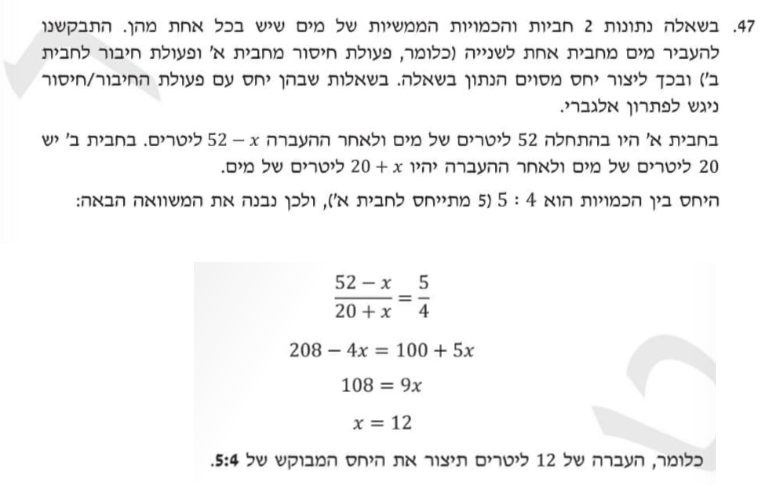 47. בשאלה נתונות 2 חביות והכמויות הממשיות של מים שיש בכל אחת מהן. התבקשנו
להעביר מים מחבית אחת לשנייה (כלומר, פעולת חיסור מחבית א' ופעולת חיבור לחבית
ב') ובכך ליצור יחס מסוים הנתון בשאלה. בשאלות שבהן יחס עם פעולת החיבור/חיסור
ניגש לפתרון אלגברי.
בחבית א' היו בהתחלה 52 ליטרים של מים ולאחר ההעברה 52 − x ליטרים. בחבית ב' יש
20 ליטרים של מים ולאחר ההעברה יהיו 20 + x ליטרים של מים.
היחס בין הכמויות הוא 5 : 4 (5 מתייחס לחבית א'), ולכן נבנה את המשוואה הבאה:
(52 − x)/(20 + x) = 5/4
208 − 4x = 100 + 5x
108 = 9x
x = 12
כלומר, העברה של 12 ליטרים תיצור את היחס המבוקש של 5:4.